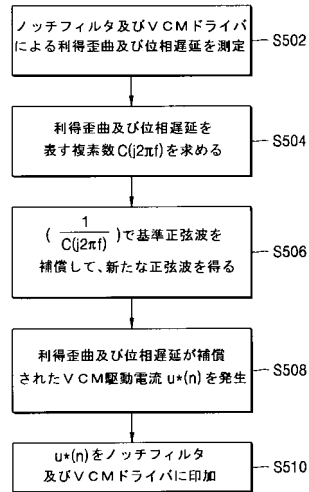 ノッチフィルタ及びVCMドライバ
による利得歪曲及び位相遅延を測定
S502
利得歪曲及び位相遅延を
表す複素数 C(j2πf) を求める
S504
( 1/C(j2πf) ) で基準正弦波を
補償して、新たな正弦波を得る
S506
利得歪曲及び位相遅延が補償
されたVCM駆動電流 u*(n) を発生
S508
u*(n) をノッチフィルタ
及びVCMドライバに印加
S510